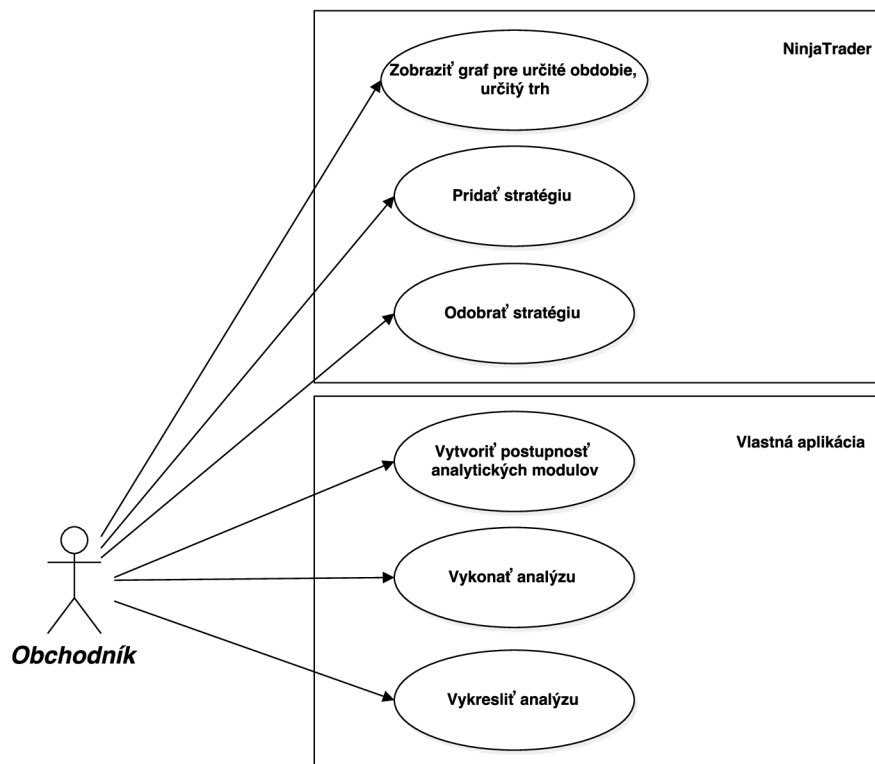 NinjaTrader
Zobraziť graf pre určité obdobie,
určitý trh
Pridať stratégiu
Odobrať stratégiu
Vlastná aplikácia
Vytvoriť postupnosť
analytických modulov
Vykonať analýzu
Vykresliť analýzu
Obchodník